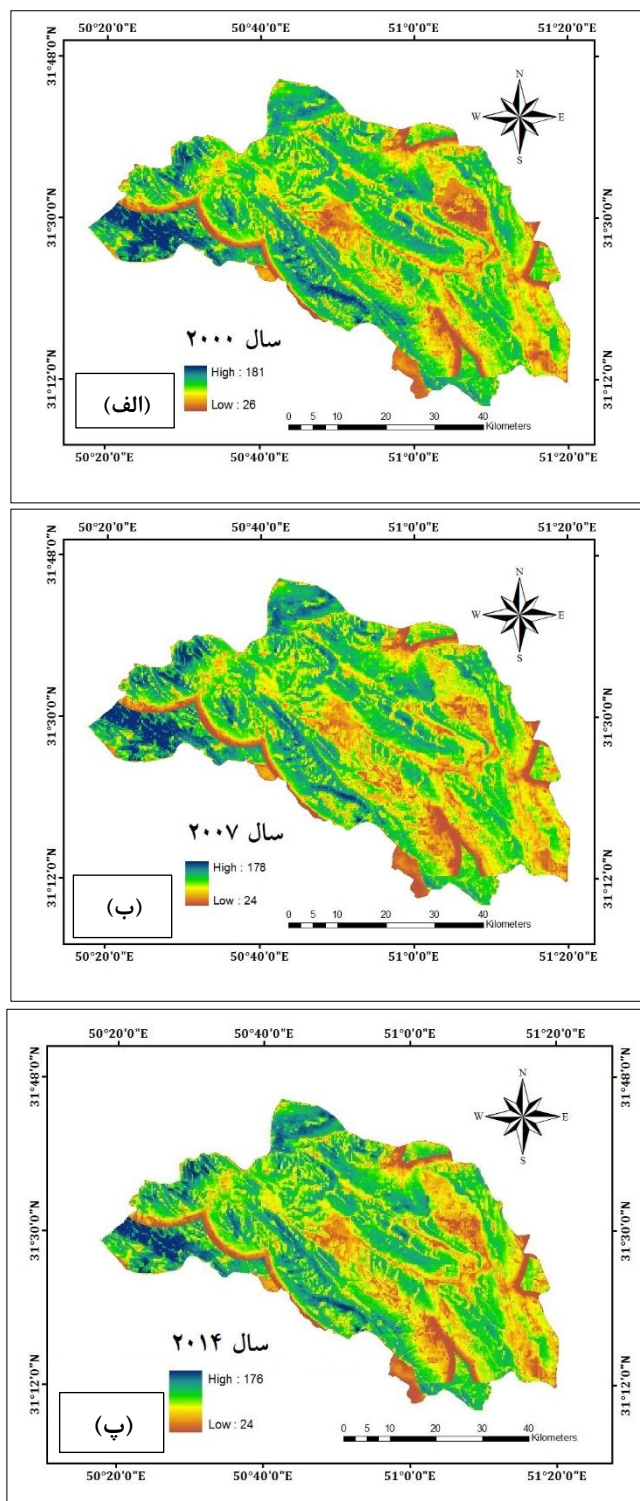 50°20'0"E 50°40'0"E 51°0'0"E 51°20'0"E
31°48'0"N
31°30'0"N
31°12'0"N
31°48'0"N
31°30'0"N
31°12'0"N
N
W E
S
سال ۲۰۰۰
High : 181
Low : 26
(الف)
0 5 10 20 30 40
Kilometers
50°20'0"E 50°40'0"E 51°0'0"E 51°20'0"E
50°20'0"E 50°40'0"E 51°0'0"E 51°20'0"E
31°48'0"N
31°30'0"N
31°12'0"N
31°48'0"N
31°30'0"N
31°12'0"N
N
W E
S
سال ۲۰۰۷
High : 178
Low : 24
(ب)
0 5 10 20 30 40
Kilometers
50°20'0"E 50°40'0"E 51°0'0"E 51°20'0"E
50°20'0"E 50°40'0"E 51°0'0"E 51°20'0"E
31°48'0"N
31°30'0"N
31°12'0"N
31°48'0"N
31°30'0"N
31°12'0"N
N
W E
S
سال ۲۰۱۴
High : 176
Low : 24
(پ)
0 5 10 20 30 40
Kilometers
50°20'0"E 50°40'0"E 51°0'0"E 51°20'0"E